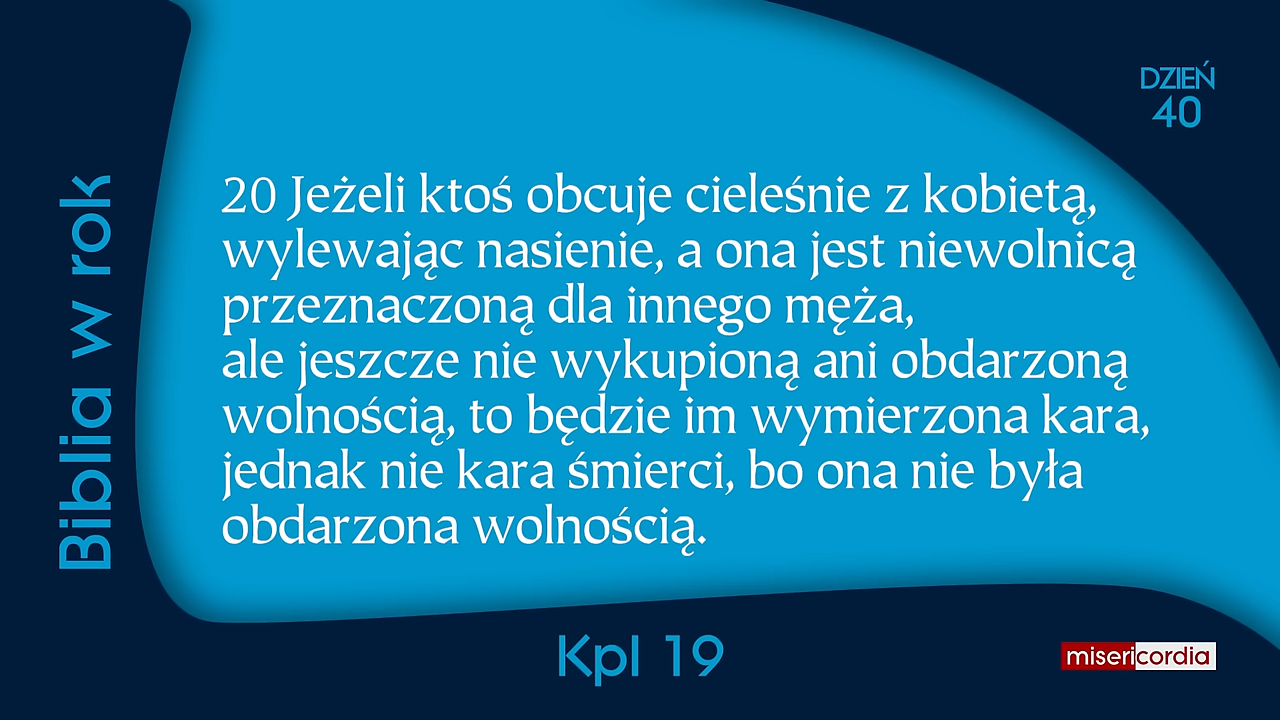 DZIEŃ
40
Biblia w rok
20 Jeżeli ktoś obcuje cieleśnie z kobietą,
wylewając nasienie, a ona jest niewolnicą
przeznaczoną dla innego męża,
ale jeszcze nie wykupioną ani obdarzoną
wolnością, to będzie im wymierzona kara,
jednak nie kara śmierci, bo ona nie była
obdarzona wolnością.
Kpl 19
misericordia